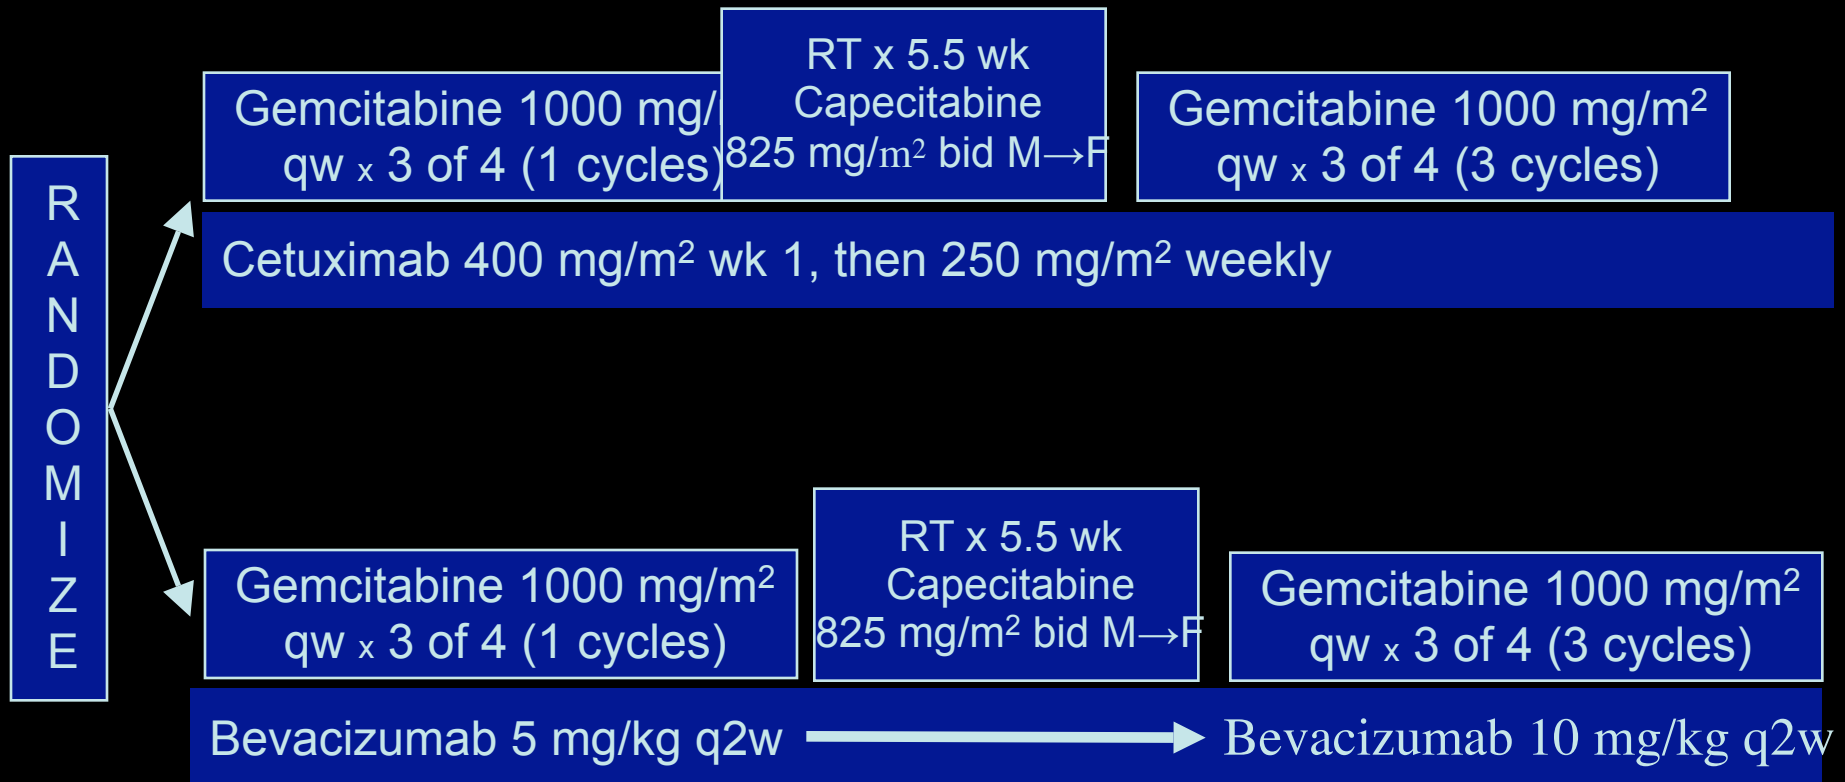 RANDOMIZE
Gemcitabine 1000 mg/
qw x 3 of 4 (1 cycles)
RT x 5.5 wk
Capecitabine
825 mg/m² bid M→F
Gemcitabine 1000 mg/m²
qw x 3 of 4 (3 cycles)
Cetuximab 400 mg/m² wk 1, then 250 mg/m² weekly
Gemcitabine 1000 mg/m²
qw x 3 of 4 (1 cycles)
RT x 5.5 wk
Capecitabine
825 mg/m² bid M→F
Gemcitabine 1000 mg/m²
qw x 3 of 4 (3 cycles)
Bevacizumab 5 mg/kg q2w → Bevacizumab 10 mg/kg q2w